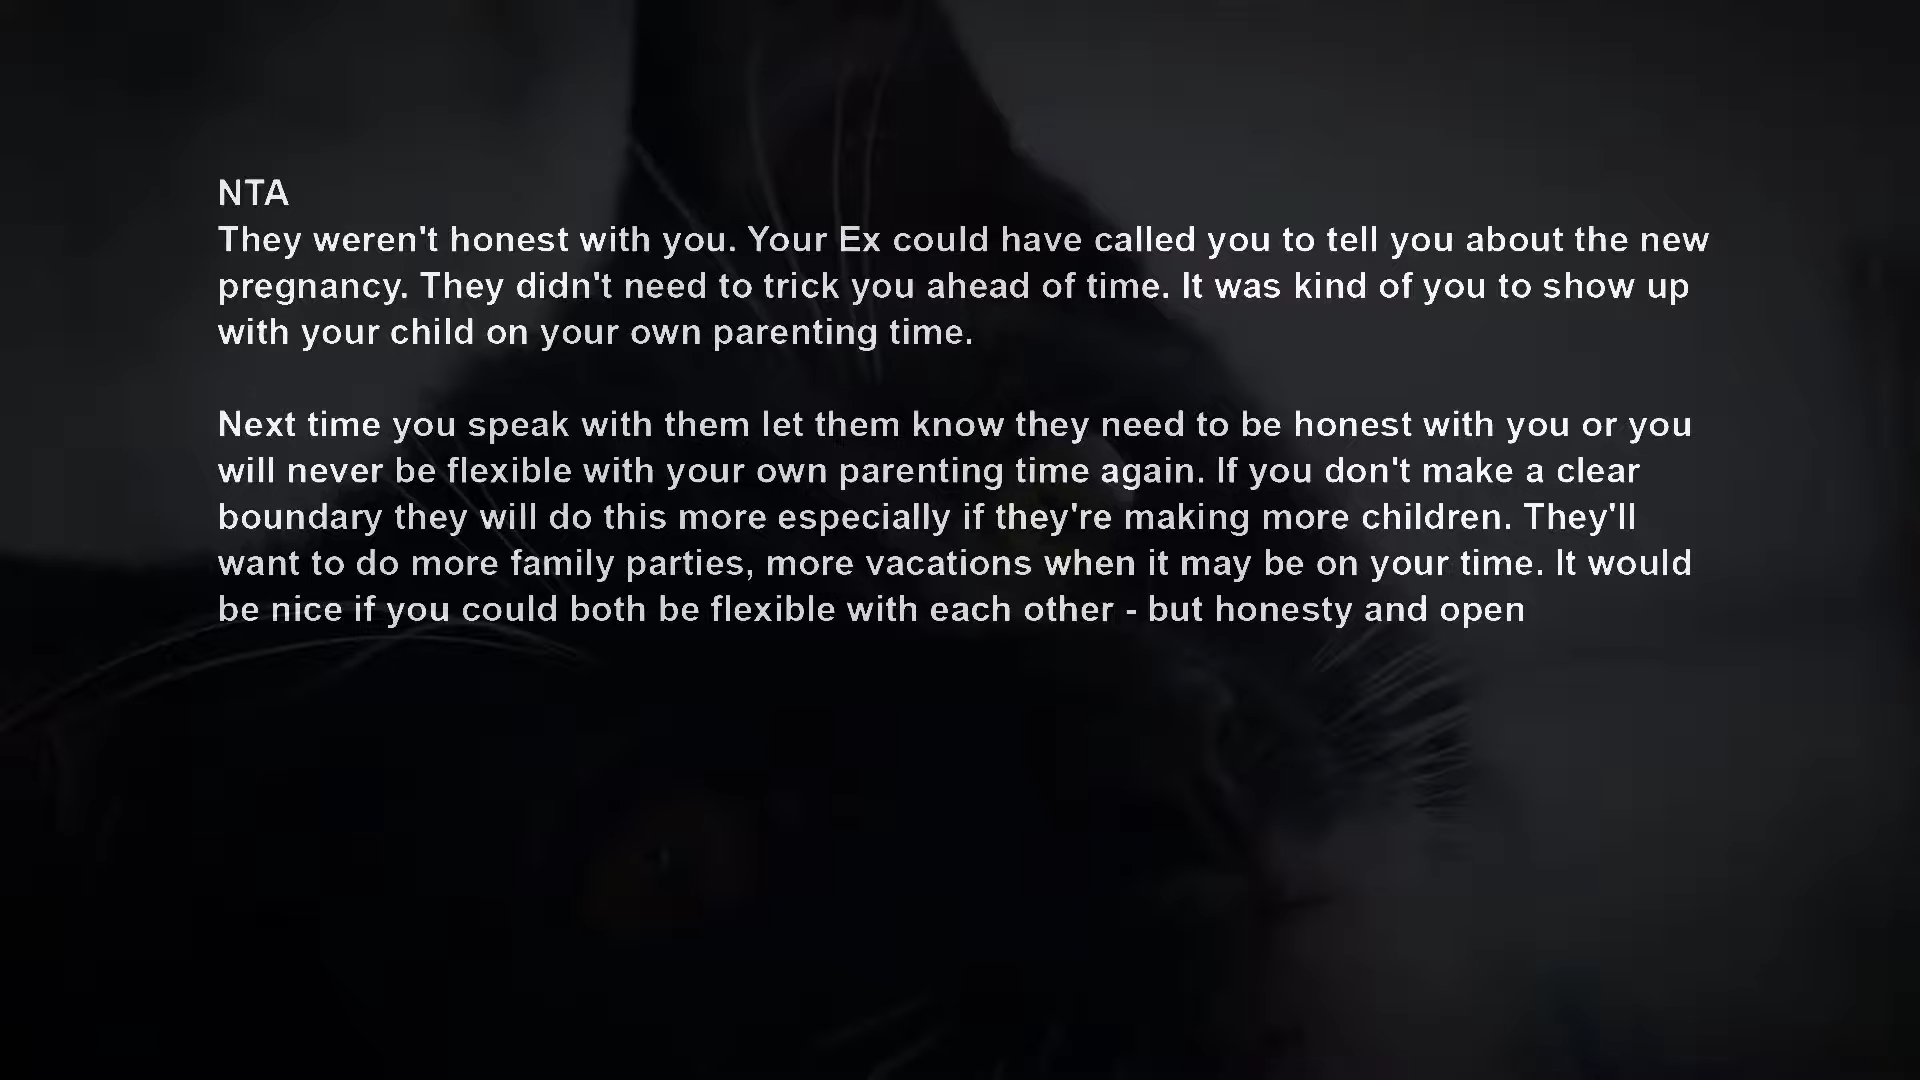 NTA
They weren't honest with you. Your Ex could have called you to tell you about the new
pregnancy. They didn't need to trick you ahead of time. It was kind of you to show up
with your child on your own parenting time.

Next time you speak with them let them know they need to be honest with you or you
will never be flexible with your own parenting time again. If you don't make a clear
boundary they will do this more especially if they're making more children. They'll
want to do more family parties, more vacations when it may be on your time. It would
be nice if you could both be flexible with each other - but honesty and open